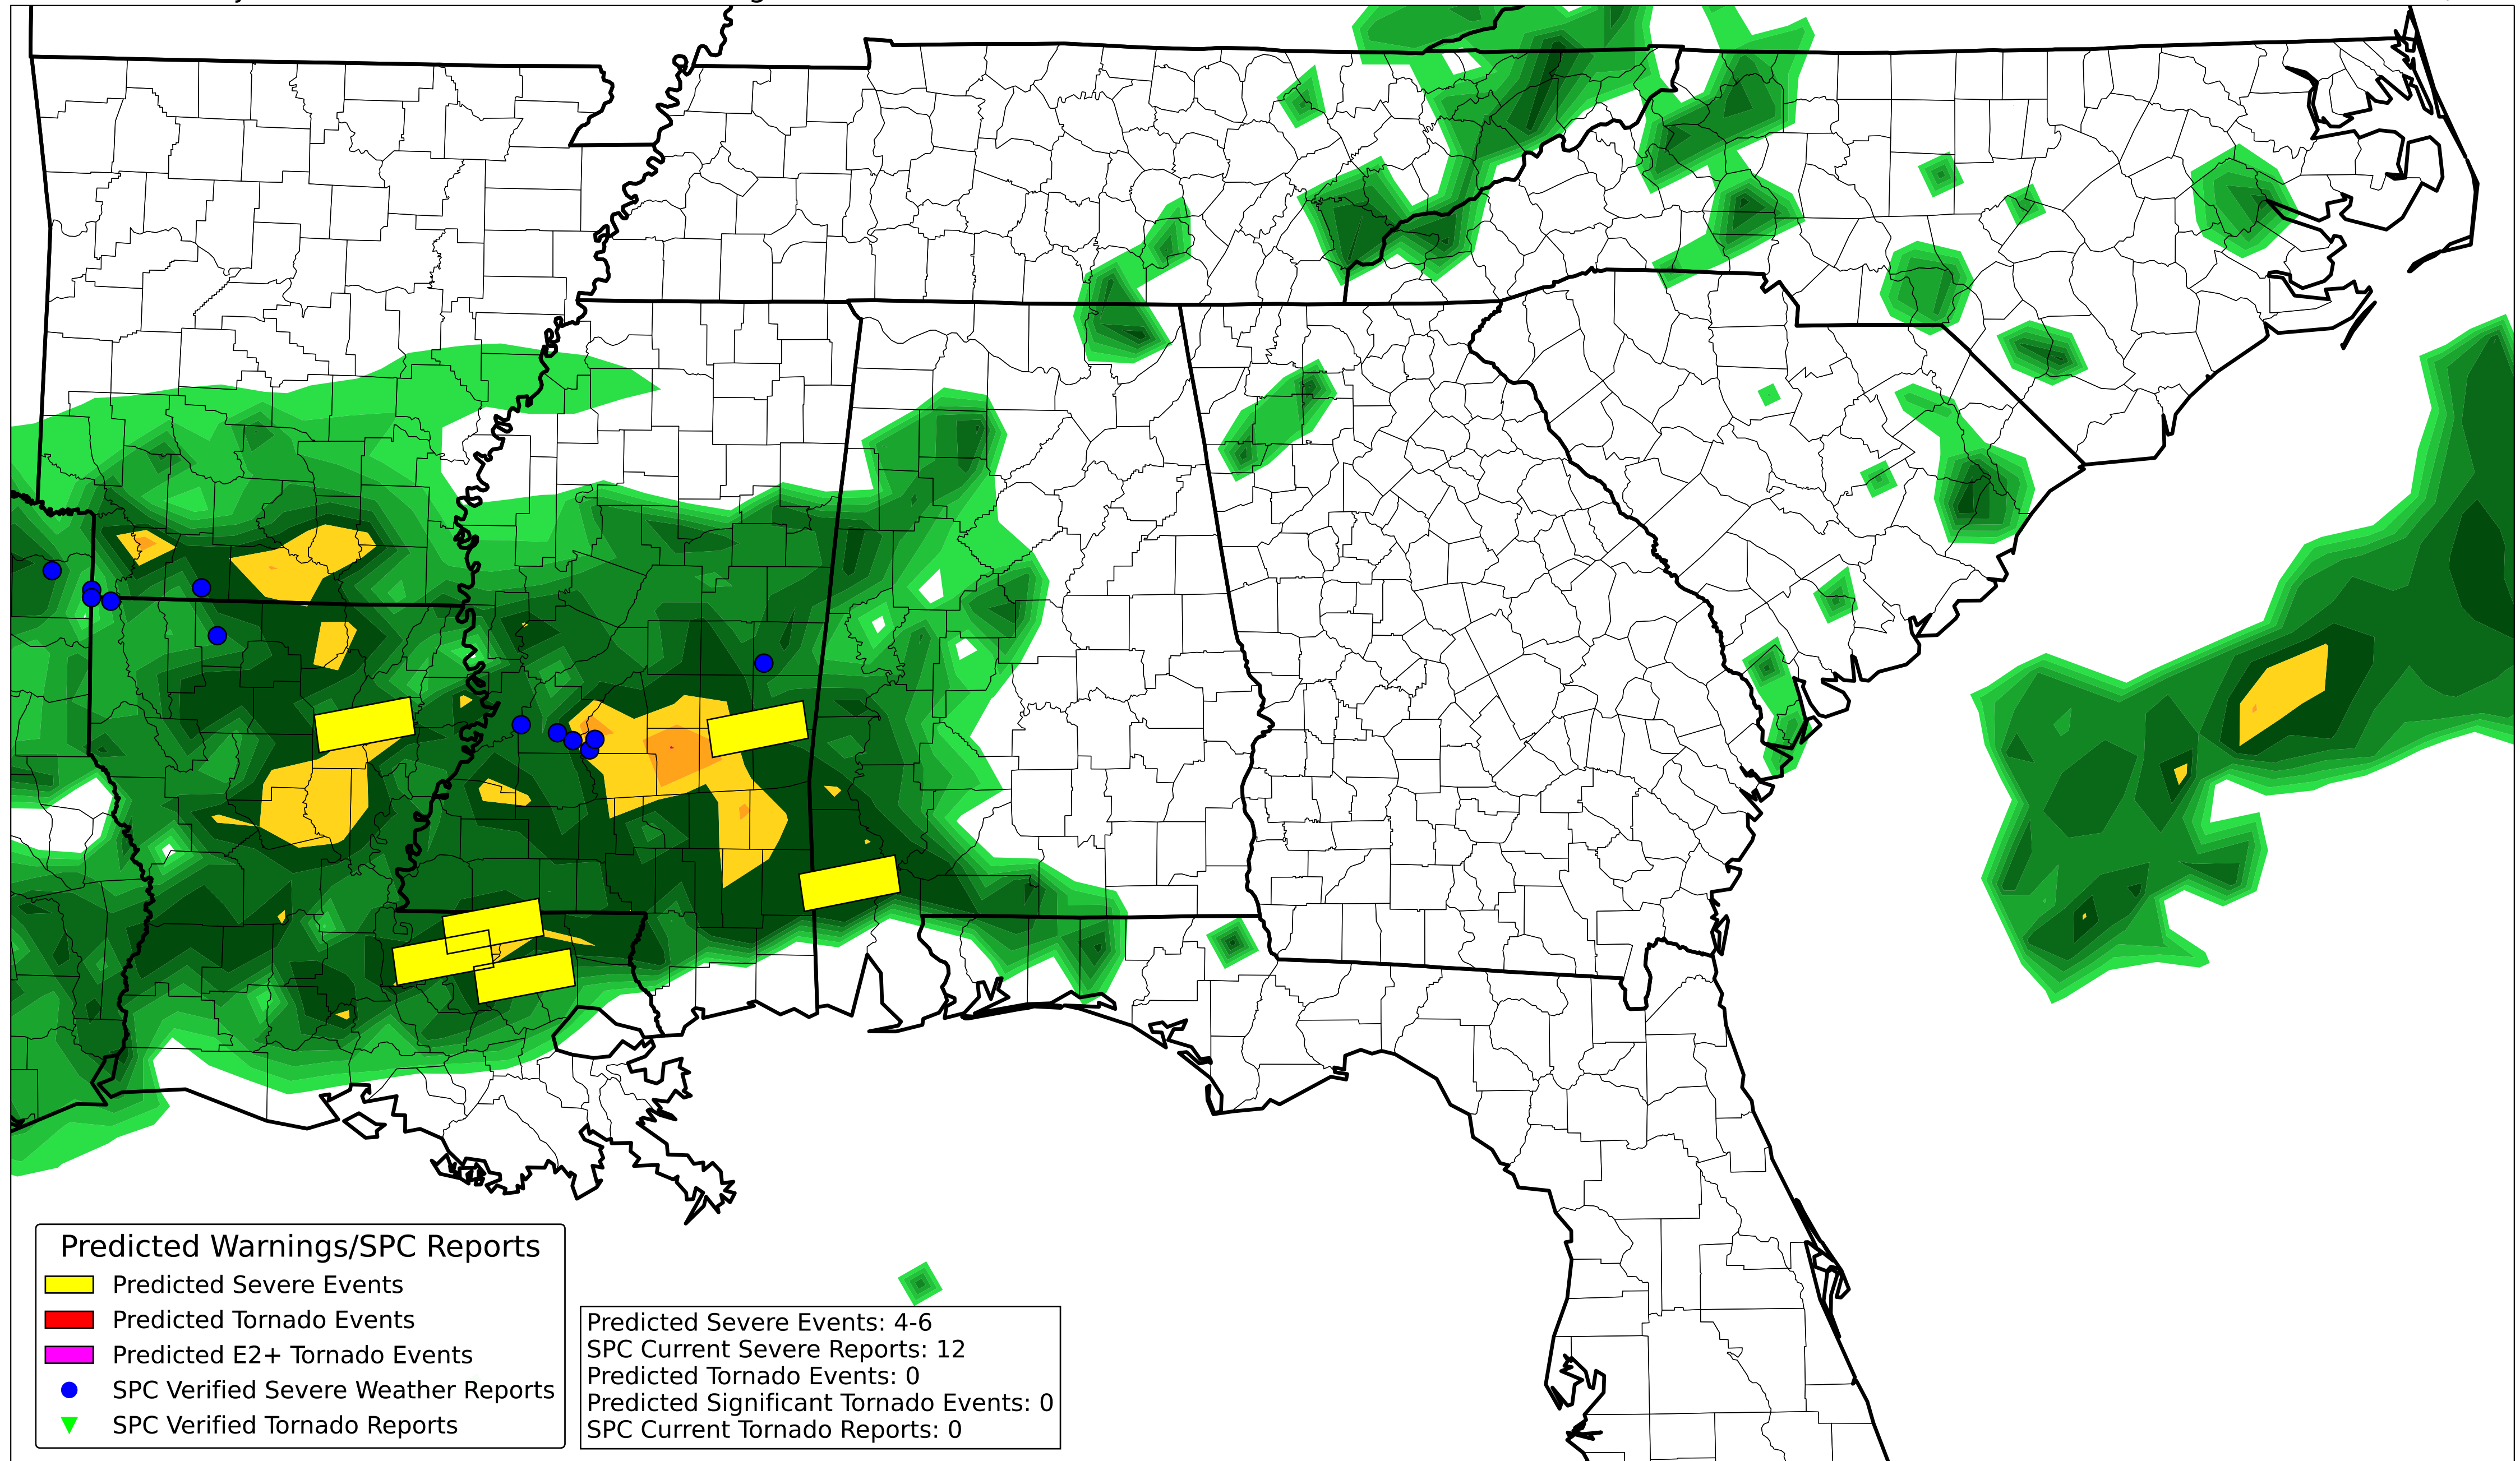 Predicted Warnings/SPC Reports
Predicted Severe Events
Predicted Tornado Events
Predicted E2+ Tornado Events
SPC Verified Severe Weather Reports
SPC Verified Tornado Reports
Predicted Severe Events: 4-6
SPC Current Severe Reports: 12
Predicted Tornado Events: 0
Predicted Significant Tornado Events: 0
SPC Current Tornado Reports: 0